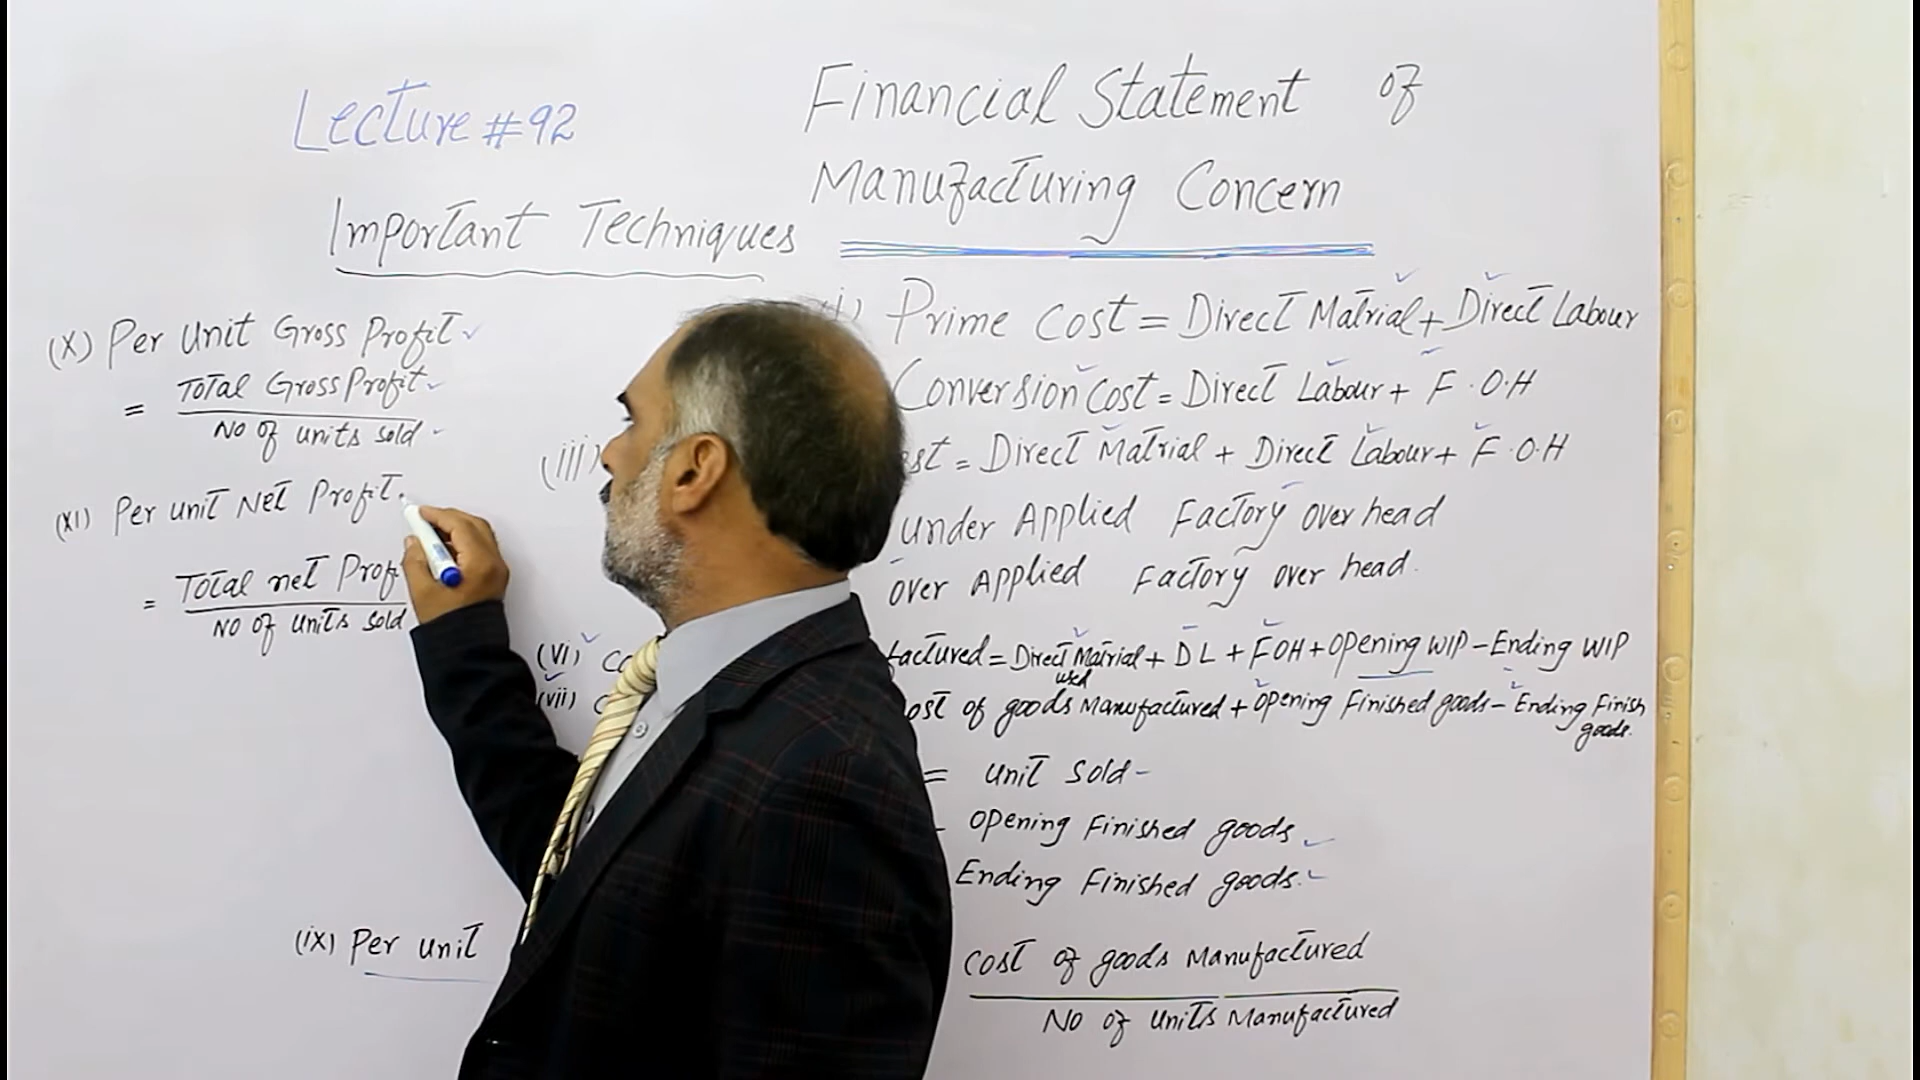 Lecture #92
Financial Statement of
Manufacturing Concern
Important Techniques
i) Prime Cost = Direct Matrial + Direct Labour
Conversion Cost = Direct Labour + F.O.H
(iii) = Direct Matrial + Direct Labour + F.O.H
under Applied Factory over head
over Applied Factory over head.
(vi) = Direct Matrial used + DL + FOH + Opening WIP - Ending WIP
(vii) cost of goods Manufactured + opening Finished goods - Ending Finish goods.
= unit sold -
opening Finished goods
Ending Finished goods.
(ix) Per unit
cost of goods Manufactured
No of units Manufactured
(X) Per Unit Gross Profit
= Total Gross Profit
No of units sold
(XI) Per unit Net Profit
= Total net
No of units sold